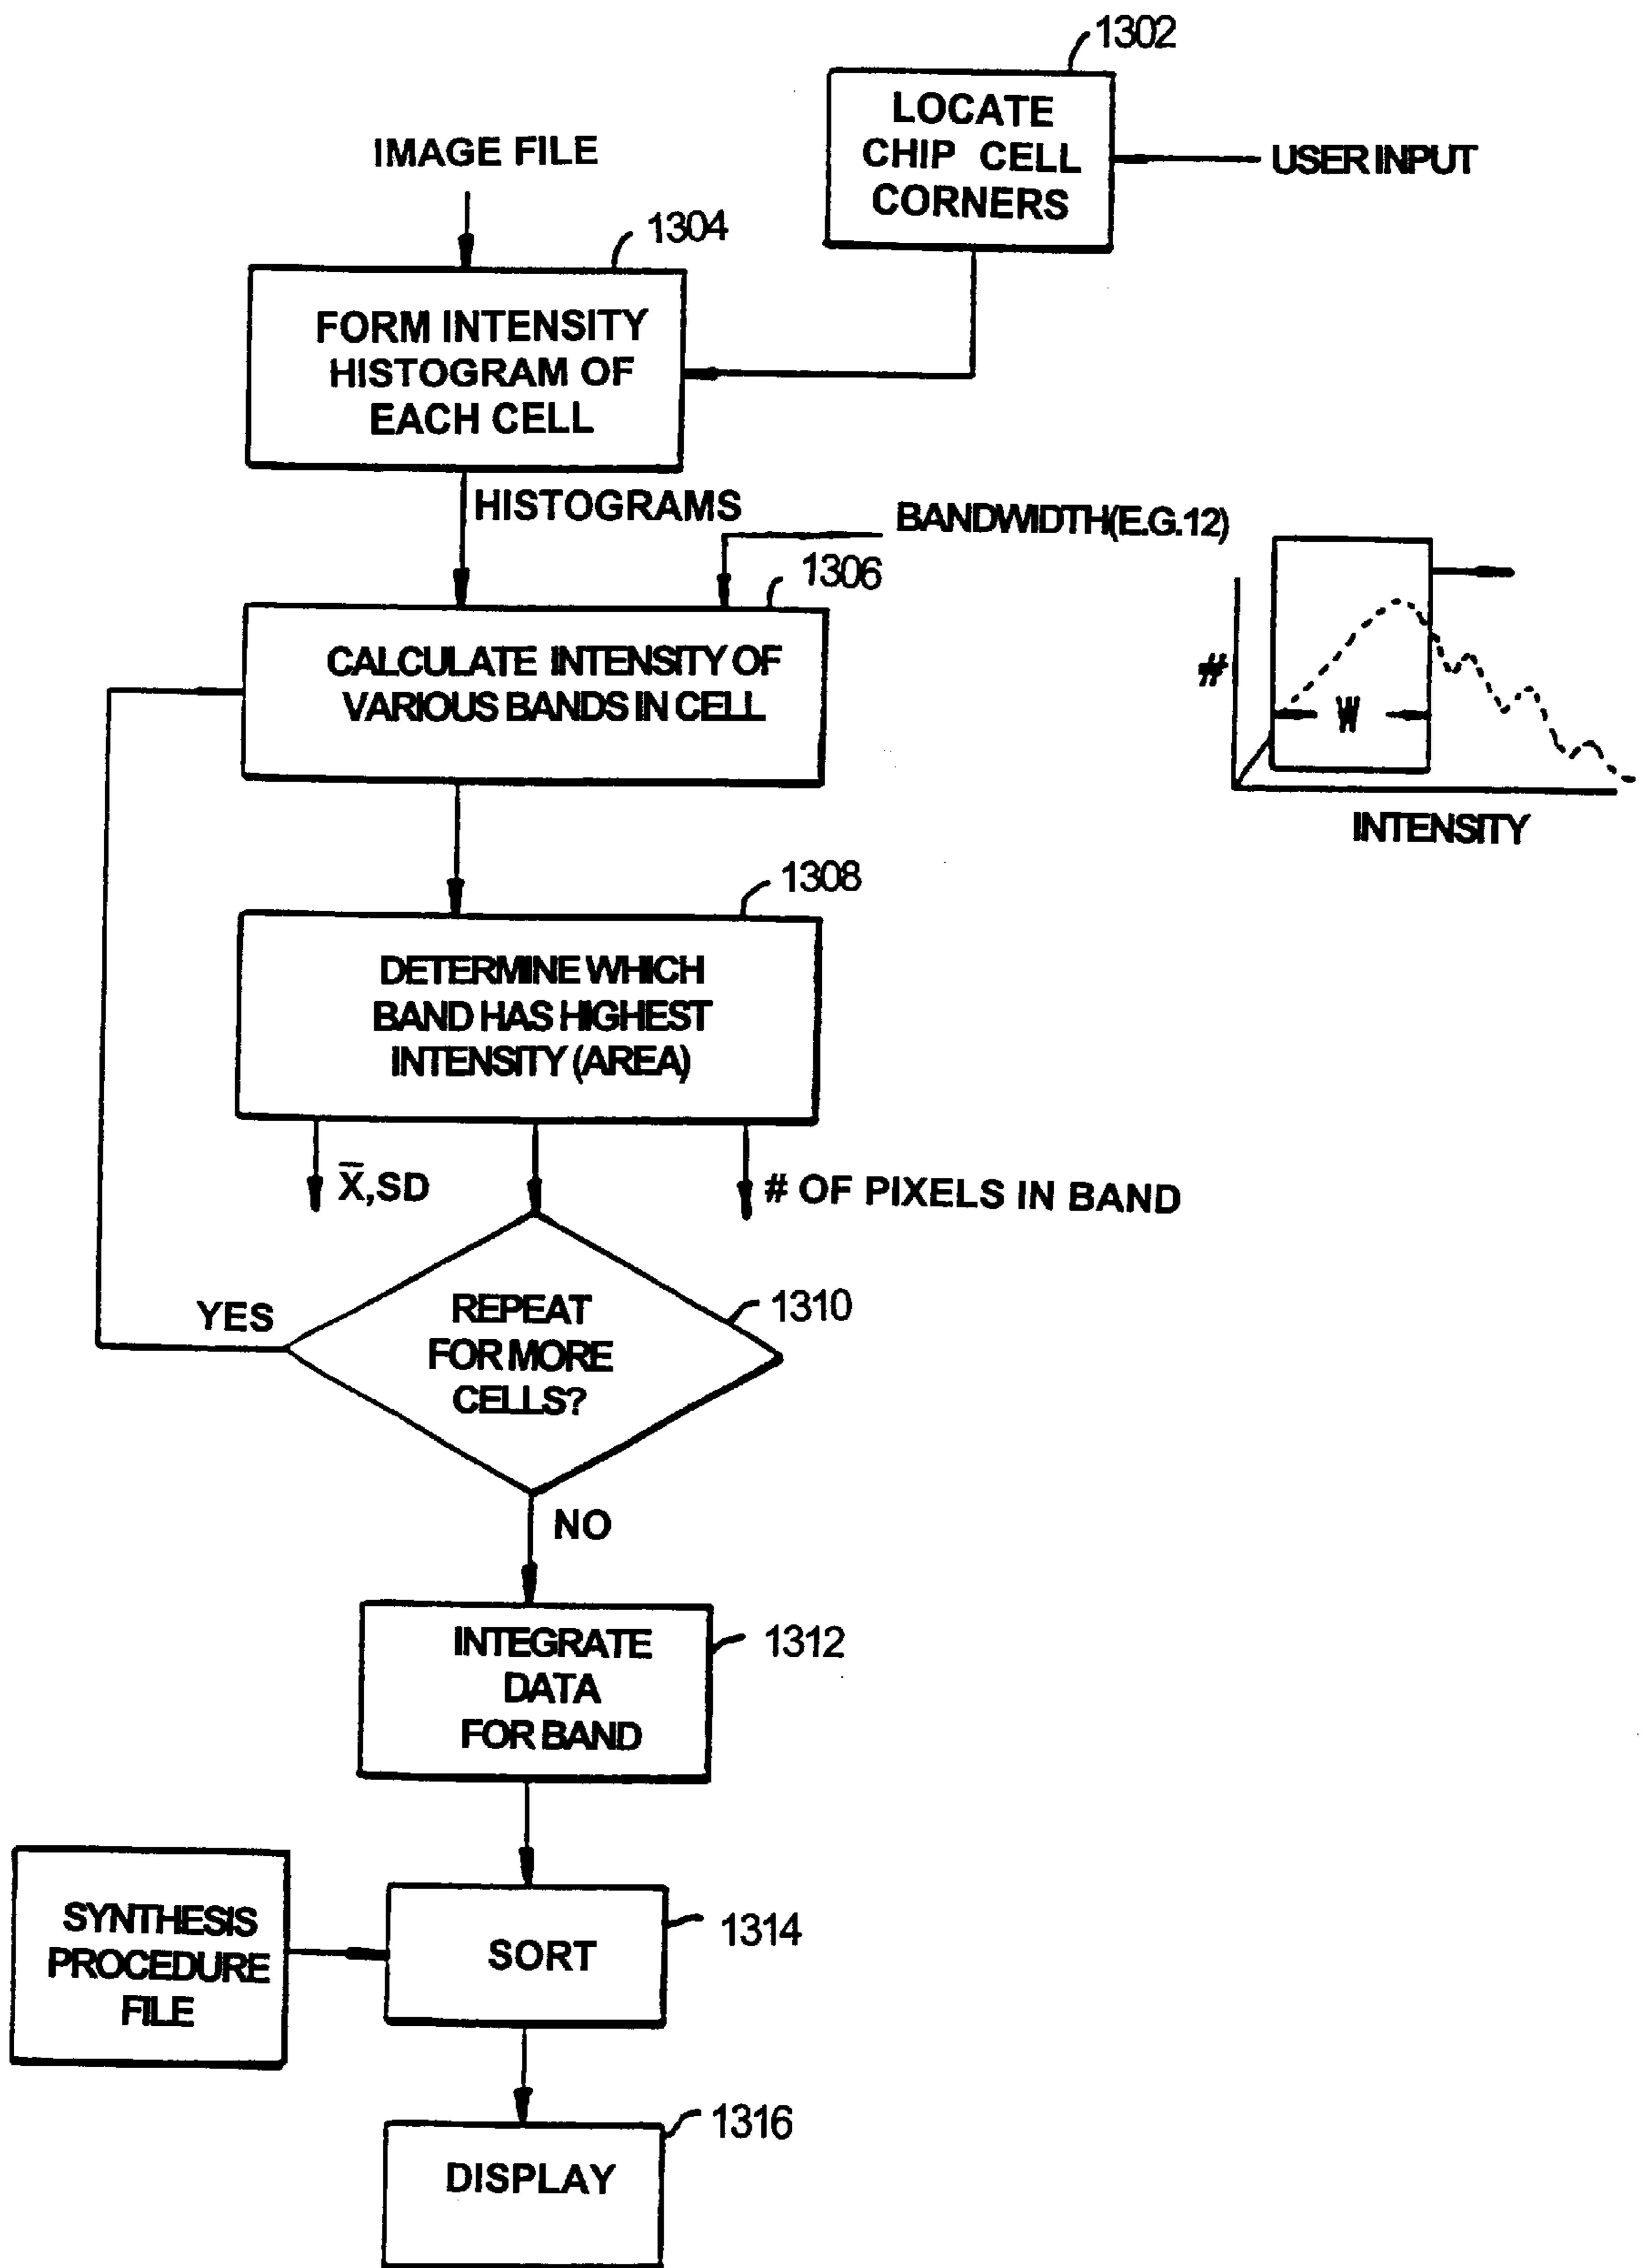 1302
LOCATE
CHIP CELL
CORNERS
USER INPUT
IMAGE FILE
1304
FORM INTENSITY
HISTOGRAM OF
EACH CELL
HISTOGRAMS
BANDWIDTH(E.G.12)
1306
CALCULATE INTENSITY OF
VARIOUS BANDS IN CELL
#
W
INTENSITY
1308
DETERMINE WHICH
BAND HAS HIGHEST
INTENSITY (AREA)
X̅,SD
# OF PIXELS IN BAND
YES
REPEAT
FOR MORE
CELLS?
1310
NO
INTEGRATE
DATA
FOR BAND
1312
SYNTHESIS
PROCEDURE
FILE
SORT
1314
DISPLAY
1316